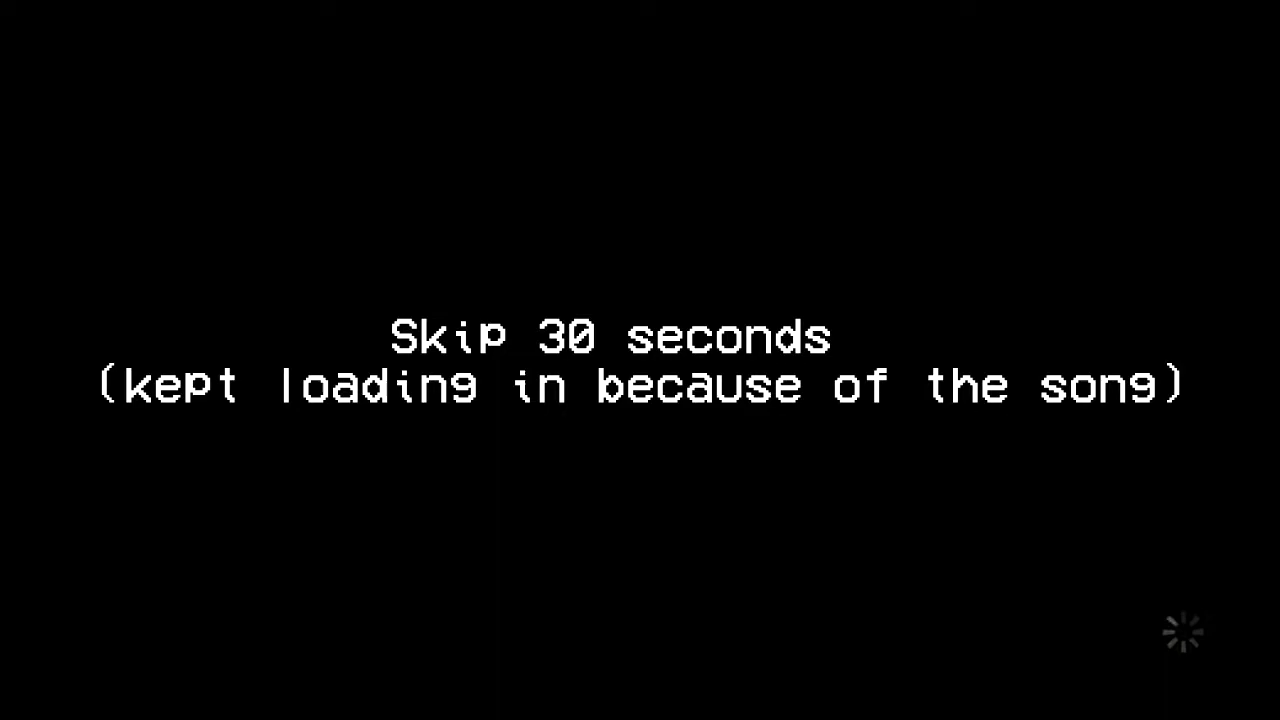 Skip 30 seconds
(kept loading in because of the song)